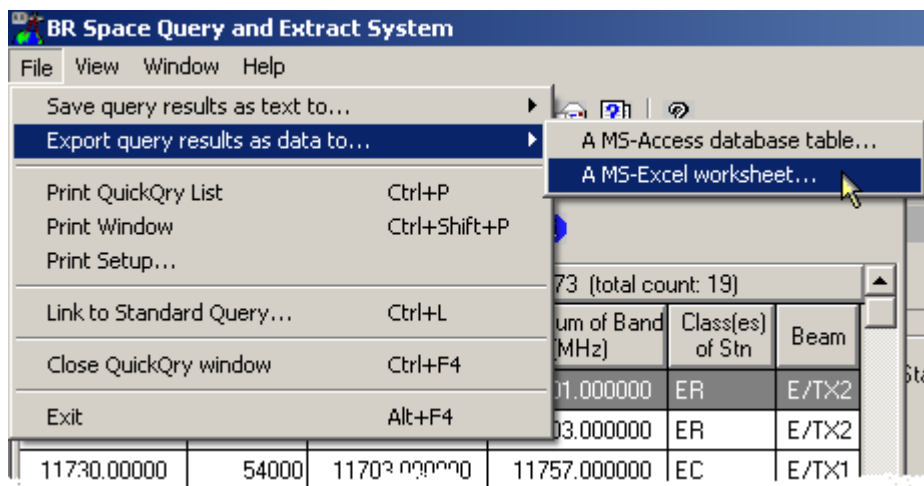 BR Space Query and Extract System
File View Window Help
Save query results as text to...
Export query results as data to...
A MS-Access database table...
A MS-Excel worksheet...
Print QuickQry List Ctrl+P
Print Window Ctrl+Shift+P
Print Setup...
73 (total count: 19)
Link to Standard Query... Ctrl+L
um of Band (MHz) Class(es) of Stn Beam
Close QuickQry window Ctrl+F4
01.000000 ER E/TX2
Exit Alt+F4
03.000000 ER E/TX2
11730.00000 54000 11757.000000 EC E/TX1